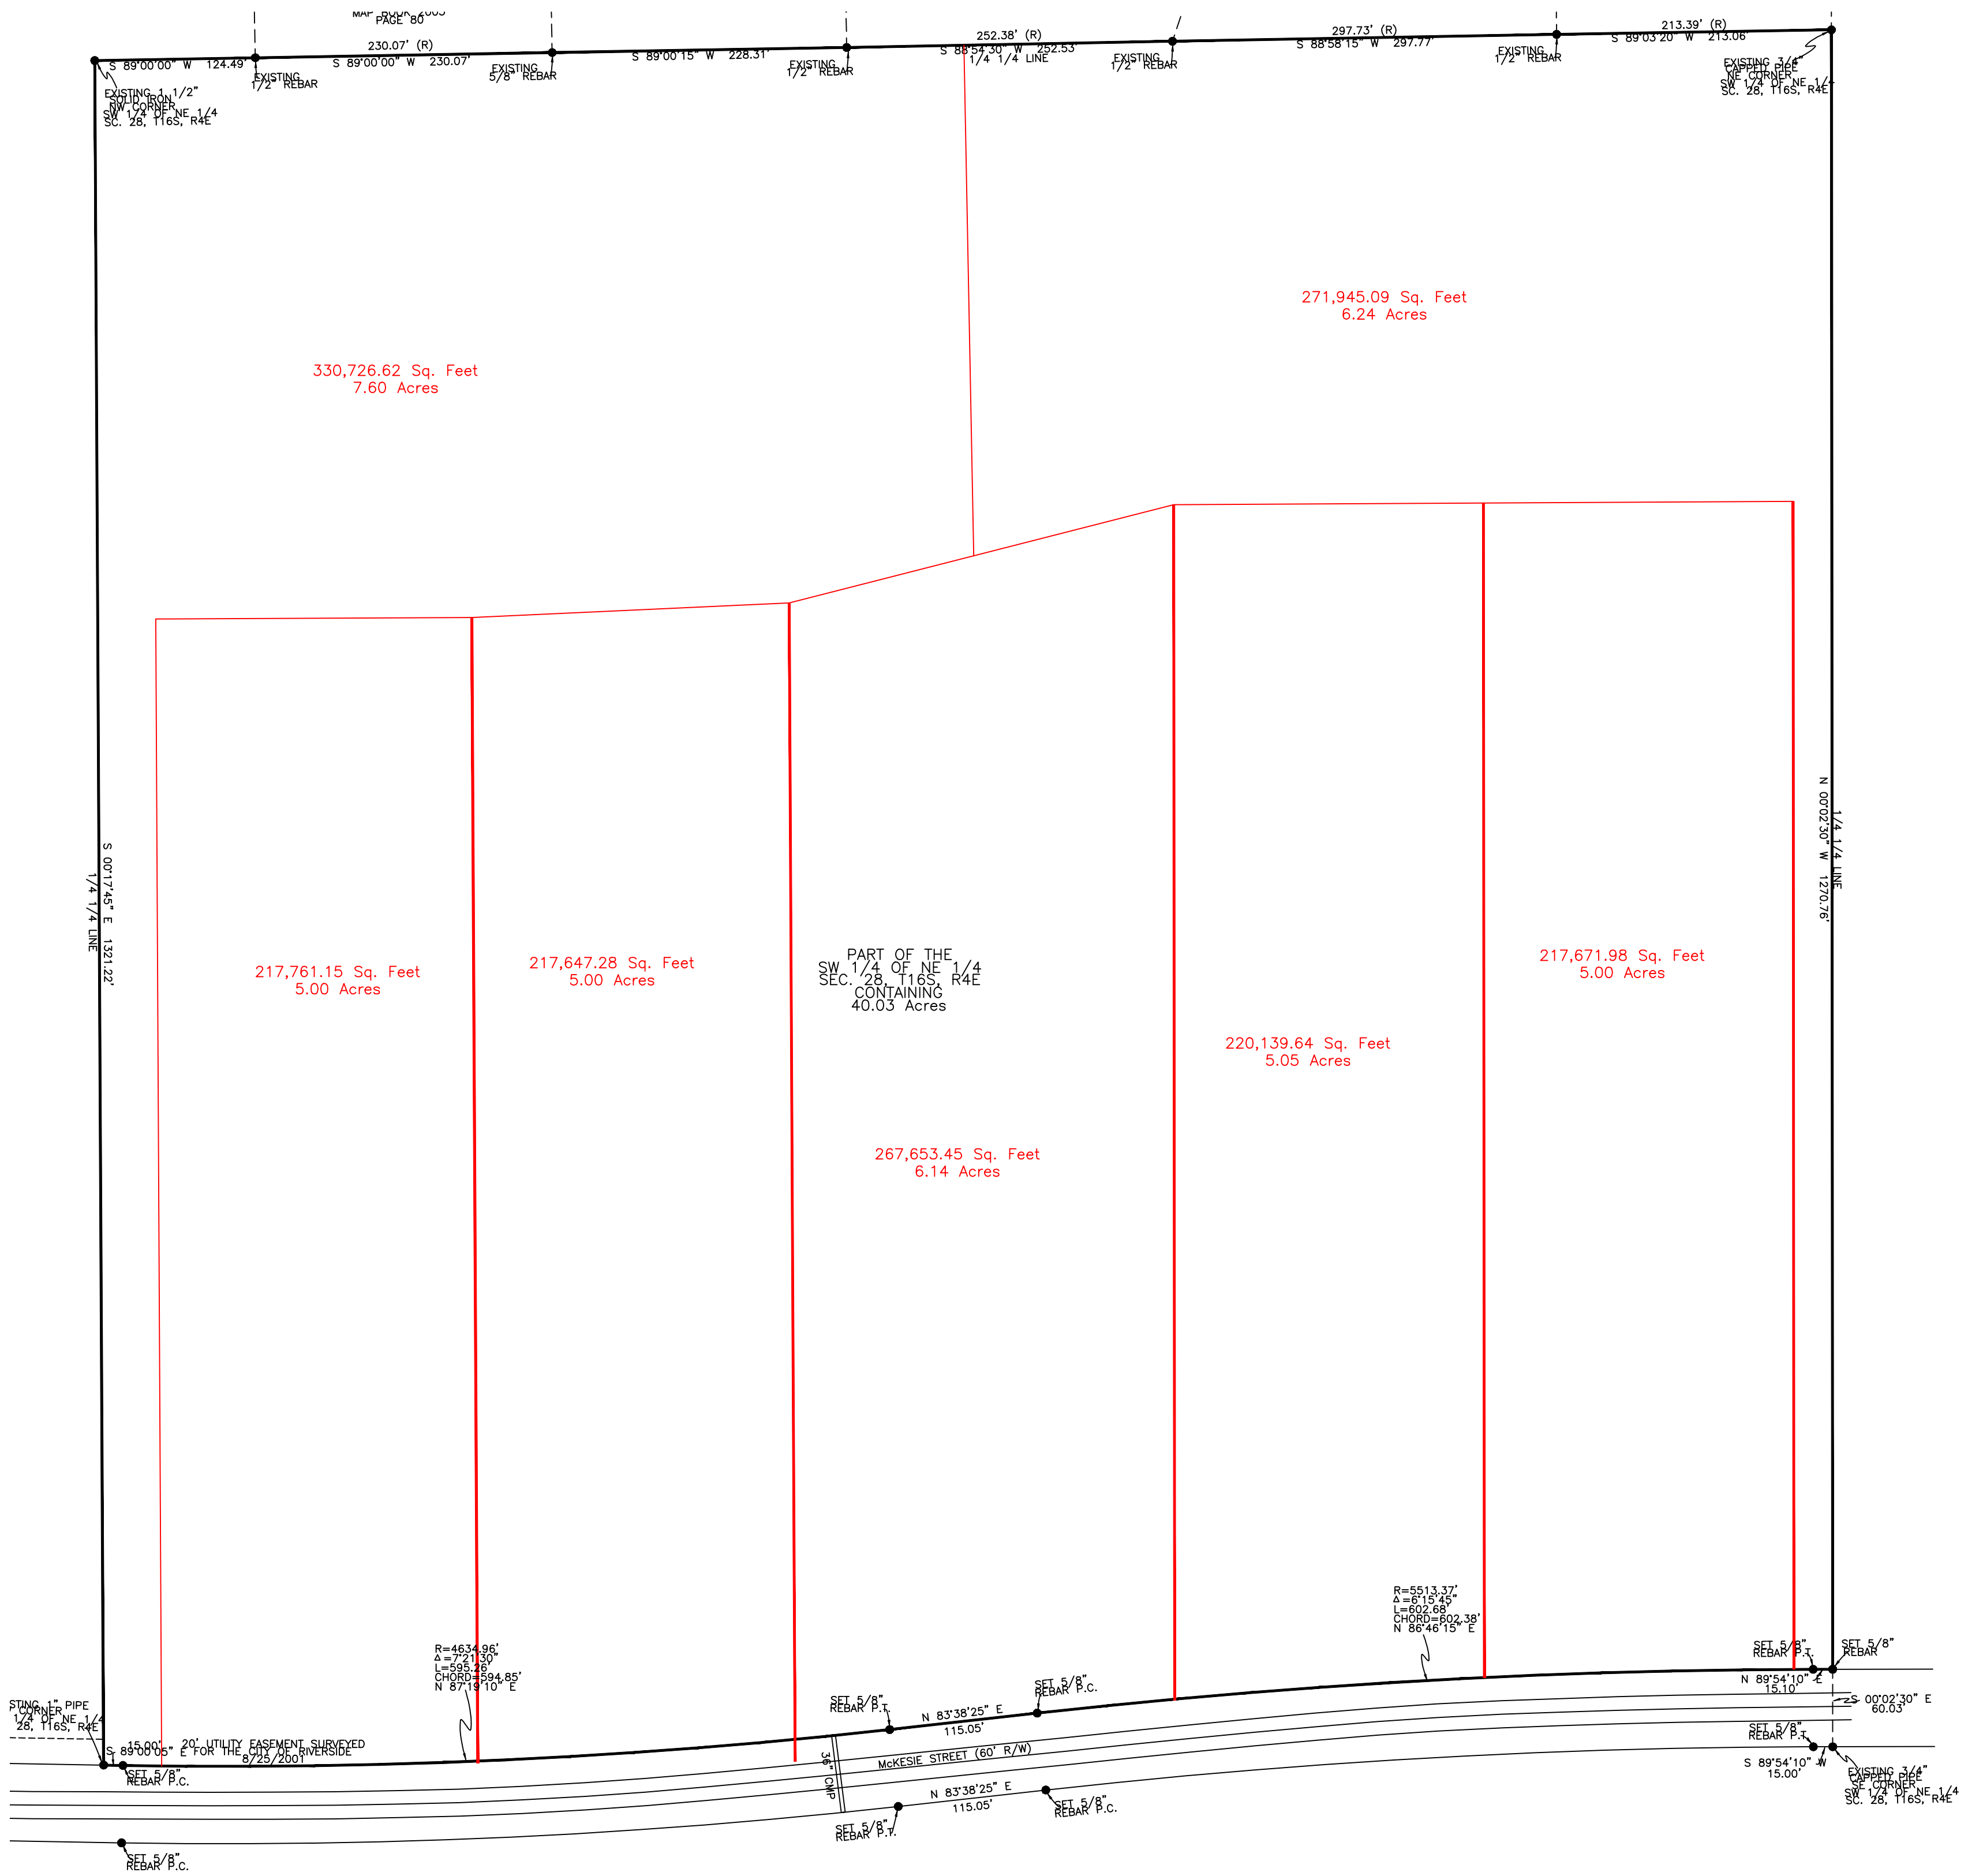 PAGE 80
230.07' (R)
252.38' (R)
297.73' (R)
213.39' (R)
S 89°00'00" W 124.49'
S 89°00'00" W 230.07'
S 89°00'15" W 228.31'
S 88°54'30" W 252.53'
1/4 1/4 LINE
S 88°58'15" W 297.77'
S 89°03'20" W 213.06'
EXISTING
1/2" REBAR
EXISTING
5/8" REBAR
EXISTING
1/2" REBAR
EXISTING
1/2" REBAR
EXISTING
1/2" REBAR
EXISTING 3/4"
CAPPED PIPE
NE CORNER
SW 1/4 OF NE 1/4
SC. 28, T16S, R4E
EXISTING 1 1/2"
SOLID IRON
NW CORNER
SW 1/4 OF NE 1/4
SC. 28, T16S, R4E
271,945.09 Sq. Feet
6.24 Acres
330,726.62 Sq. Feet
7.60 Acres
S 00°17'45" E 1321.22'
1/4 1/4 LINE
1/4 1/4 LINE
N 00°02'30" W 1270.76'
217,761.15 Sq. Feet
5.00 Acres
217,647.28 Sq. Feet
5.00 Acres
PART OF THE
SW 1/4 OF NE 1/4
SEC. 28, T16S, R4E
CONTAINING
40.03 Acres
217,671.98 Sq. Feet
5.00 Acres
220,139.64 Sq. Feet
5.05 Acres
267,653.45 Sq. Feet
6.14 Acres
R=5513.37'
Δ =6°15'45"
L=602.68'
CHORD=602.38'
N 86°46'15" E
R=4634.96'
Δ =7°21'30"
L=595.26'
CHORD=594.85'
N 87°19'10" E
SET 5/8"
REBAR P.T.
SET 5/8"
REBAR
N 89°54'10" E
15.10'
S 00°02'30" E
60.03'
SET 5/8"
REBAR P.C.
SET 5/8"
REBAR P.T.
N 83°38'25" E
115.05'
STING 1" PIPE
CORNER
1/4 OF NE 1/4
28, T16S, R4E
15.00'
S 89°00'05" E
20' UTILITY EASEMENT SURVEYED
FOR THE CITY OF RIVERSIDE
8/25/2001
SET 5/8"
REBAR P.C.
McKESIE STREET (60' R/W)
36" CMP
N 83°38'25" E
115.05'
SET 5/8"
REBAR P.C.
SET 5/8"
REBAR P.T.
SET 5/8"
REBAR P.T.
S 89°54'10" W
15.00'
EXISTING 3/4"
CAPPED PIPE
SE CORNER
SW 1/4 OF NE 1/4
SC. 28, T16S, R4E
SET 5/8"
REBAR P.C.